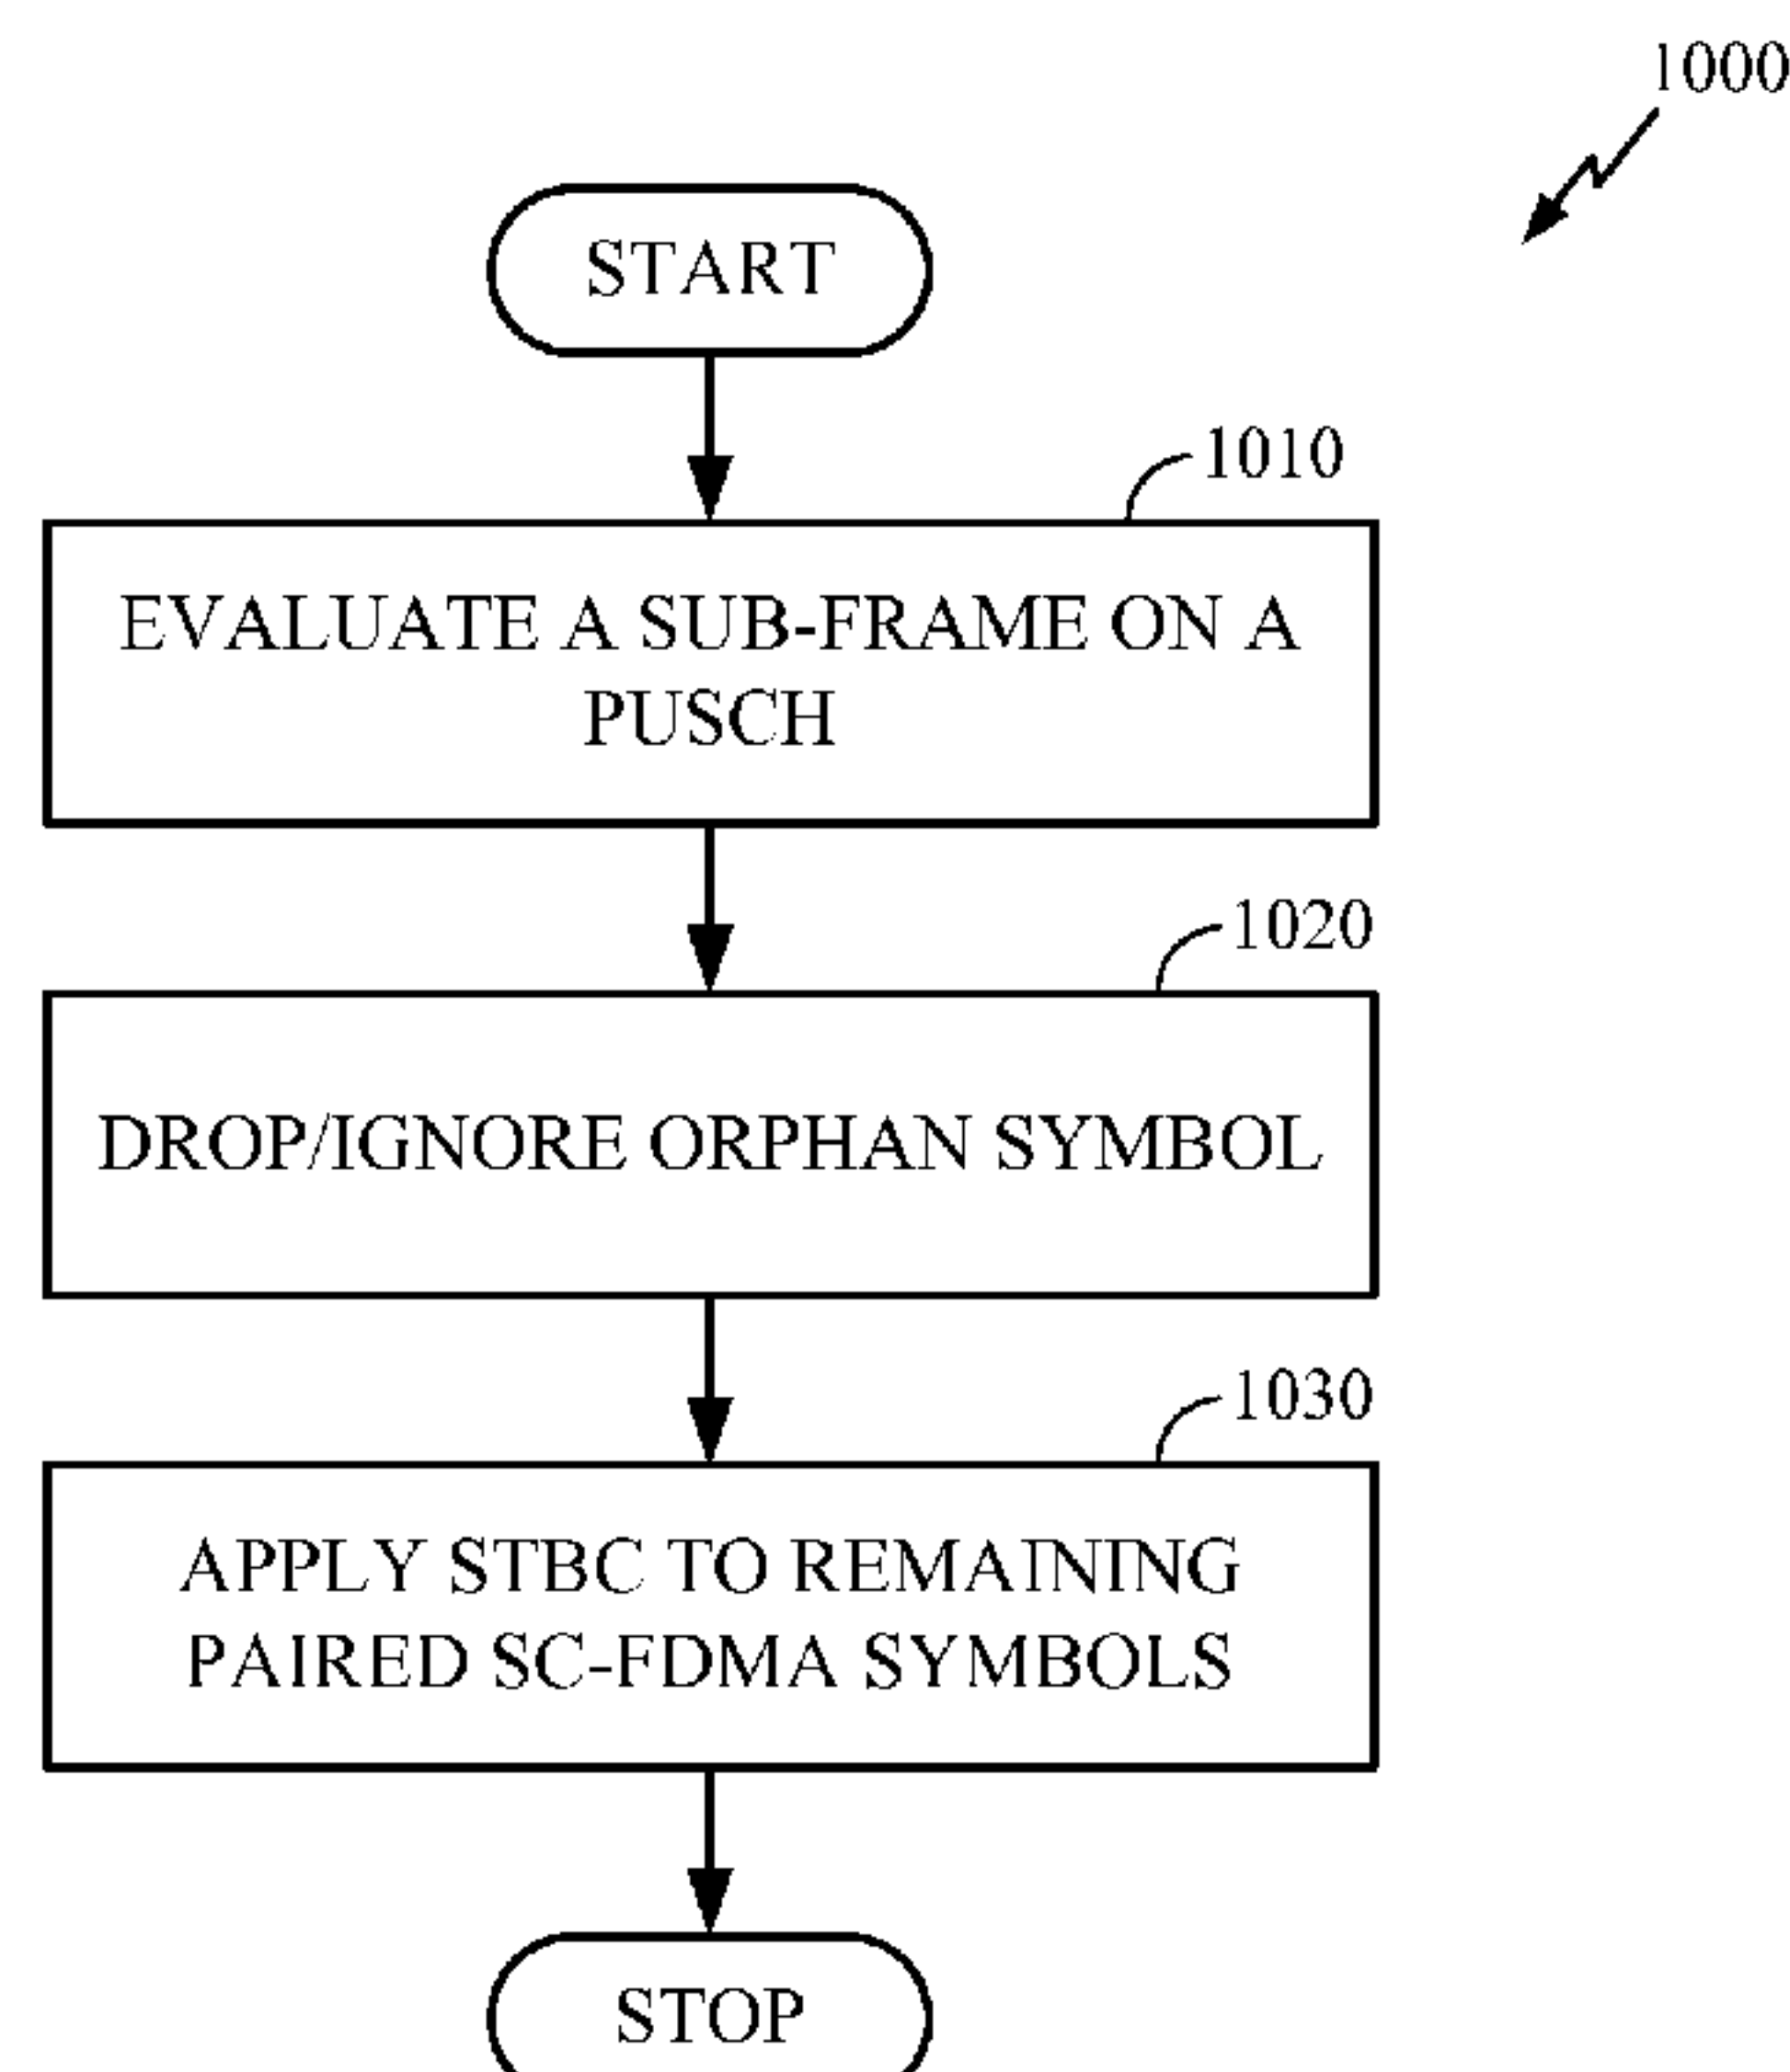 1000
START
1010
EVALUATE A SUB-FRAME ON A
PUSCH
1020
DROP/IGNORE ORPHAN SYMBOL
1030
APPLY STBC TO REMAINING
PAIRED SC-FDMA SYMBOLS
STOP